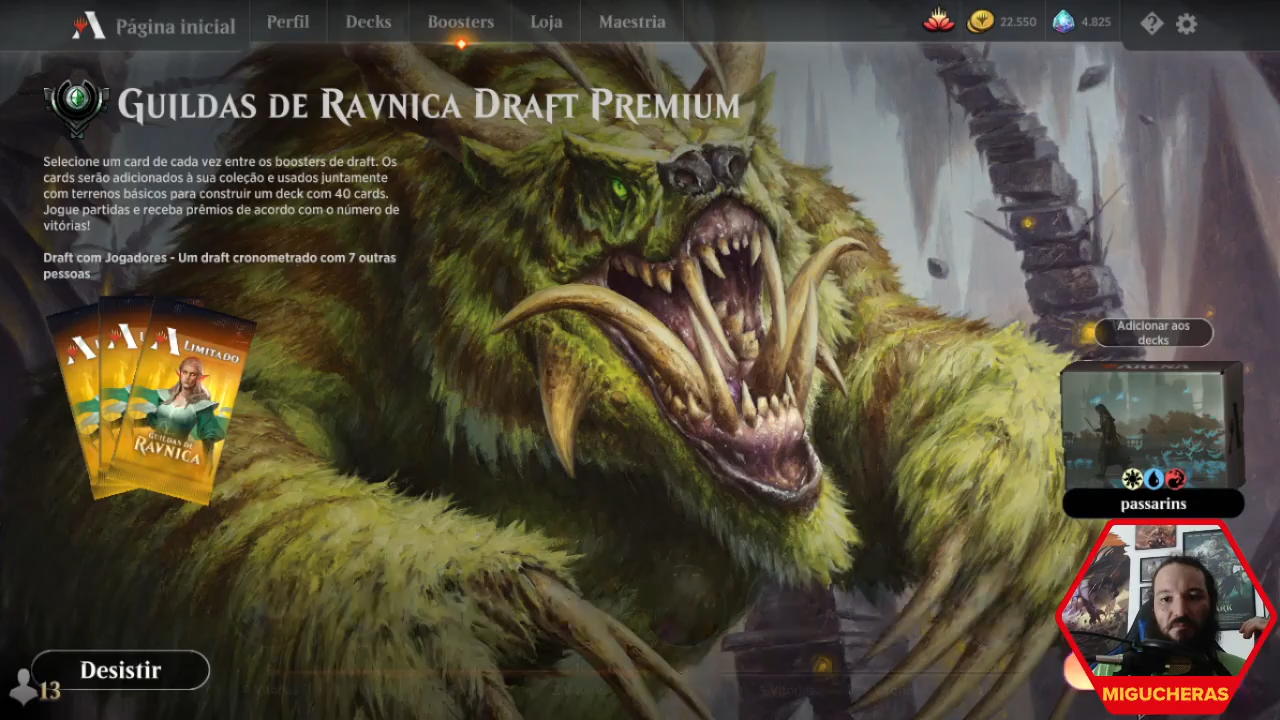 Página inicial
Perfil
Decks
Boosters
Loja
Maestria
22.550
4.825
Guildas de Ravnica Draft Premium
Selecione um card de cada vez entre os boosters de draft. Os
cards serão adicionados à sua coleção e usados juntamente
com terrenos básicos para construir um deck com 40 cards.
Jogue partidas e receba prêmios de acordo com o número de
vitórias!
Draft com Jogadores - Um draft cronometrado com 7 outras
pessoas
Limitado
Guildas de
Ravnica
Adicionar aos
decks
passarins
Desistir
13
MIGUCHERAS